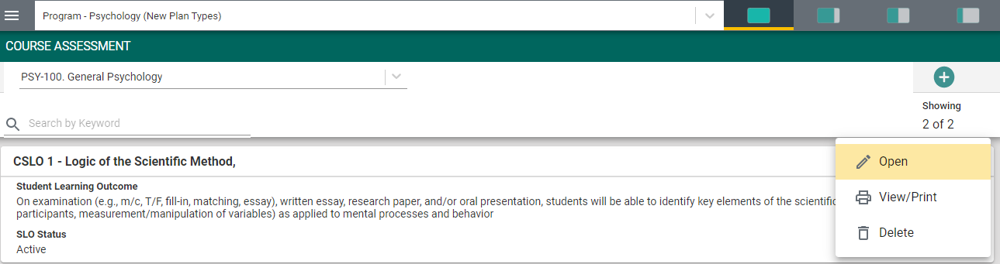 Program - Psychology (New Plan Types)
COURSE ASSESSMENT
PSY-100. General Psychology
Showing
Search by Keyword
2 of 2
CSLO 1 - Logic of the Scientific Method,
Open
Student Learning Outcome
On examination (e.g., m/c, T/F, fill-in, matching, essay), written essay, research paper, and/or oral presentation, students will be able to identify key elements of the
View/Print
participants, measurement/manipulation of variables) as applied to mental processes and behavior
SLO Status
Delete
Active